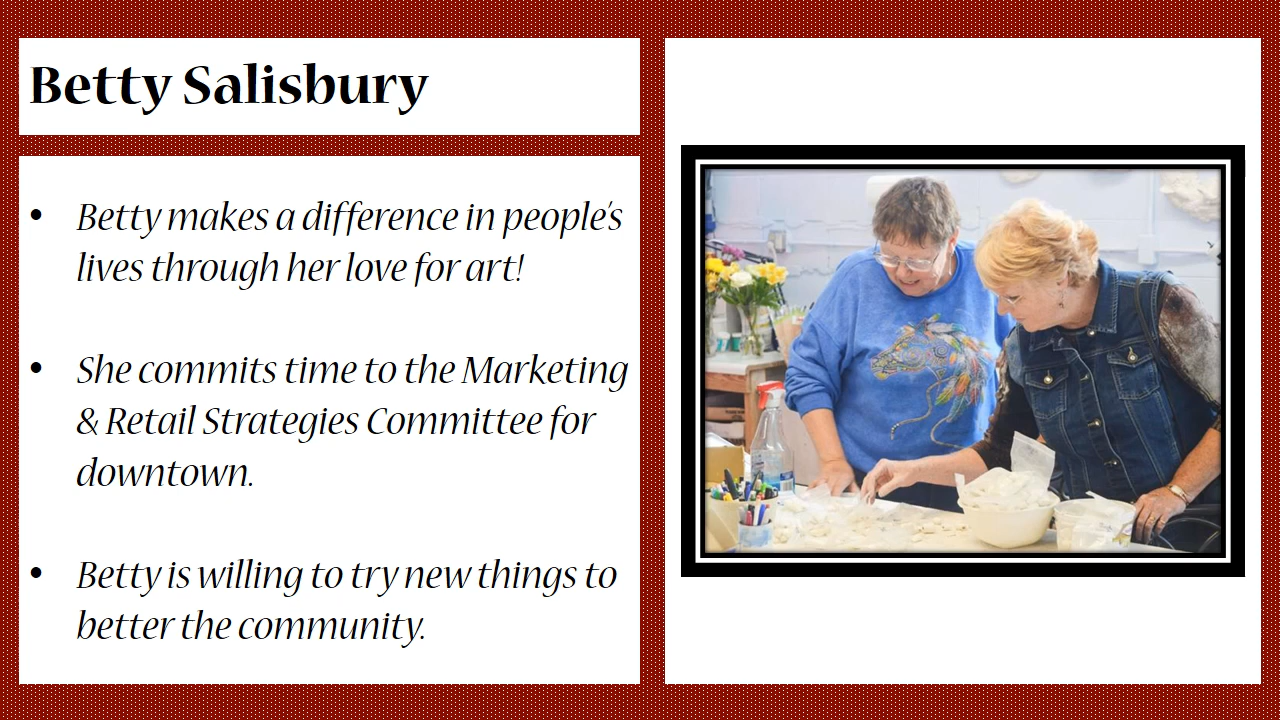 Betty Salisbury
• Betty makes a difference in people's
lives through her love for art!
• She commits time to the Marketing
& Retail Strategies Committee for
downtown.
• Betty is willing to try new things to
better the community.